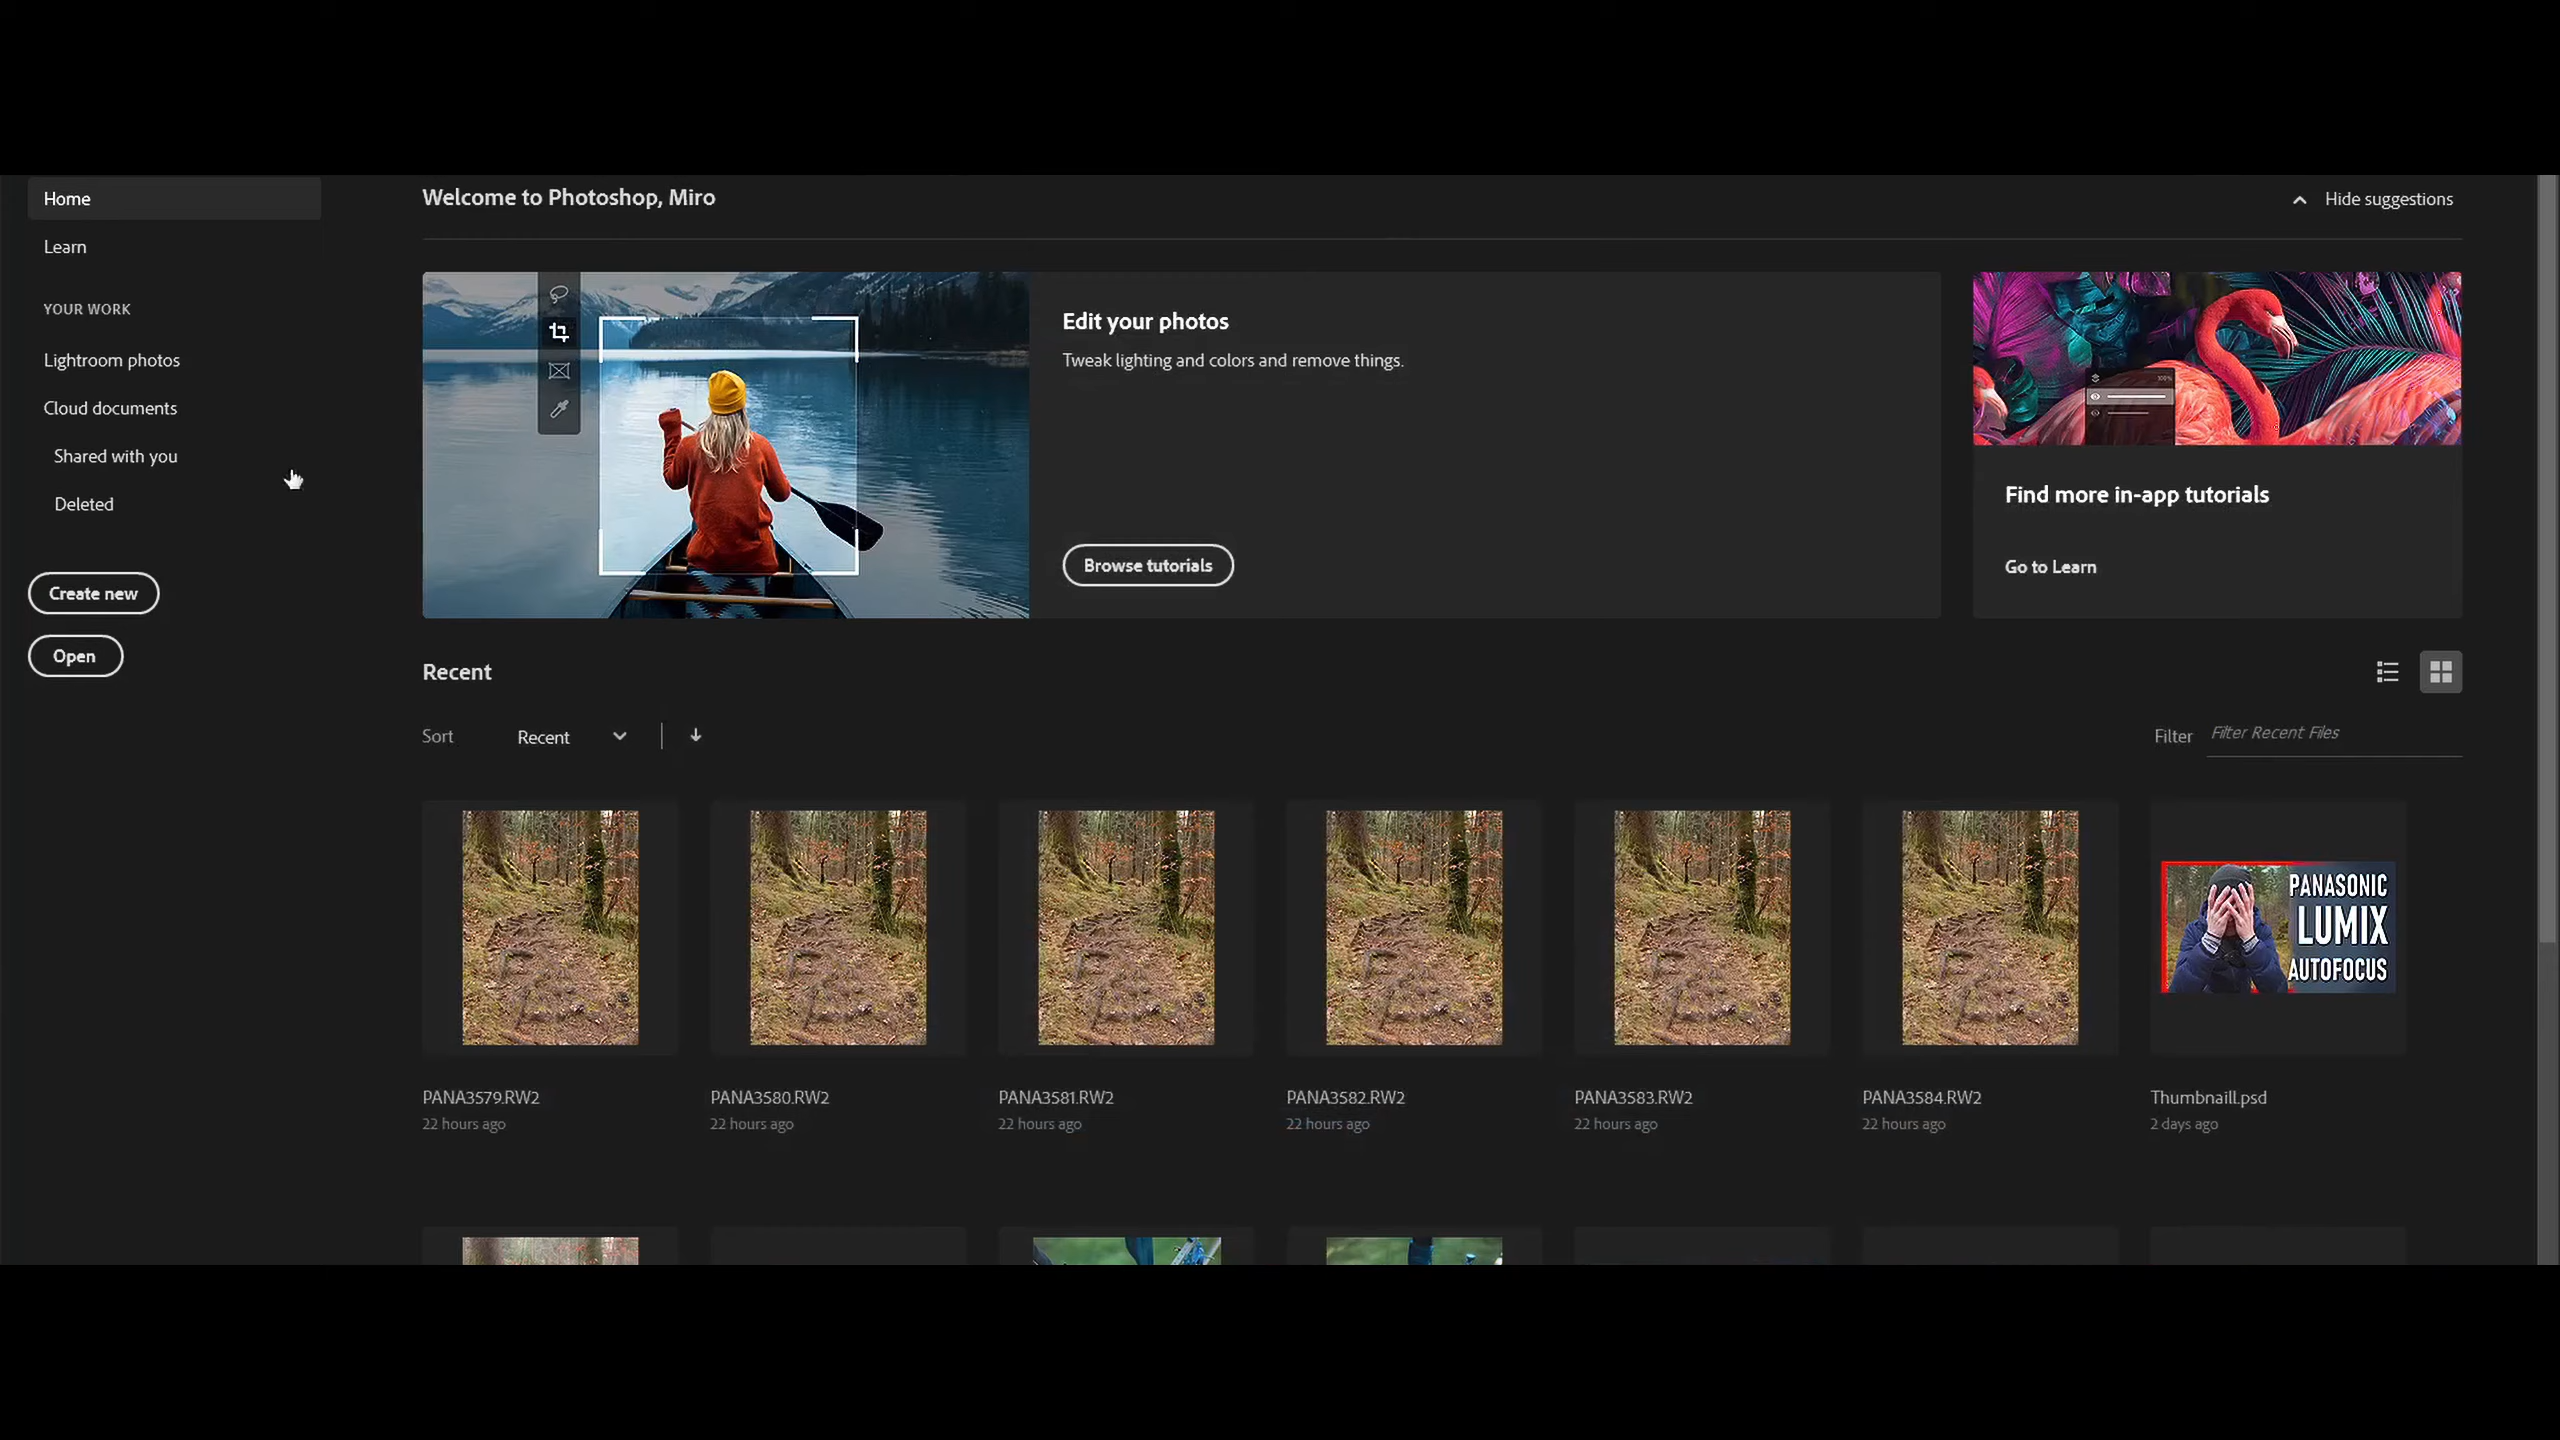 Home
Learn
YOUR WORK
Lightroom photos
Cloud documents
Shared with you
Deleted
Create new
Open
Welcome to Photoshop, Miro
Hide suggestions
Edit your photos
Tweak lighting and colors and remove things.
Browse tutorials
100%
Find more in-app tutorials
Go to Learn
Recent
Sort
Recent
Filter
Filter Recent Files
PANASONIC
LUMIX
AUTOFOCUS
PANA3579.RW2
22 hours ago
PANA3580.RW2
22 hours ago
PANA3581.RW2
22 hours ago
PANA3582.RW2
22 hours ago
PANA3583.RW2
22 hours ago
PANA3584.RW2
22 hours ago
Thumbnaill.psd
2 days ago